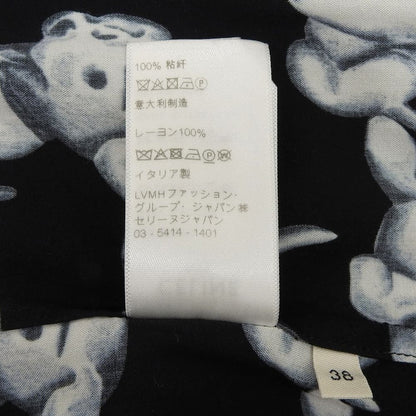 100% 粘纤
意大利制造
レーヨン100%
イタリア製
LVMHファッション・
グループ・ジャパン㈱
セリーヌジャパン
03 - 5414 - 1401
CELINE
38